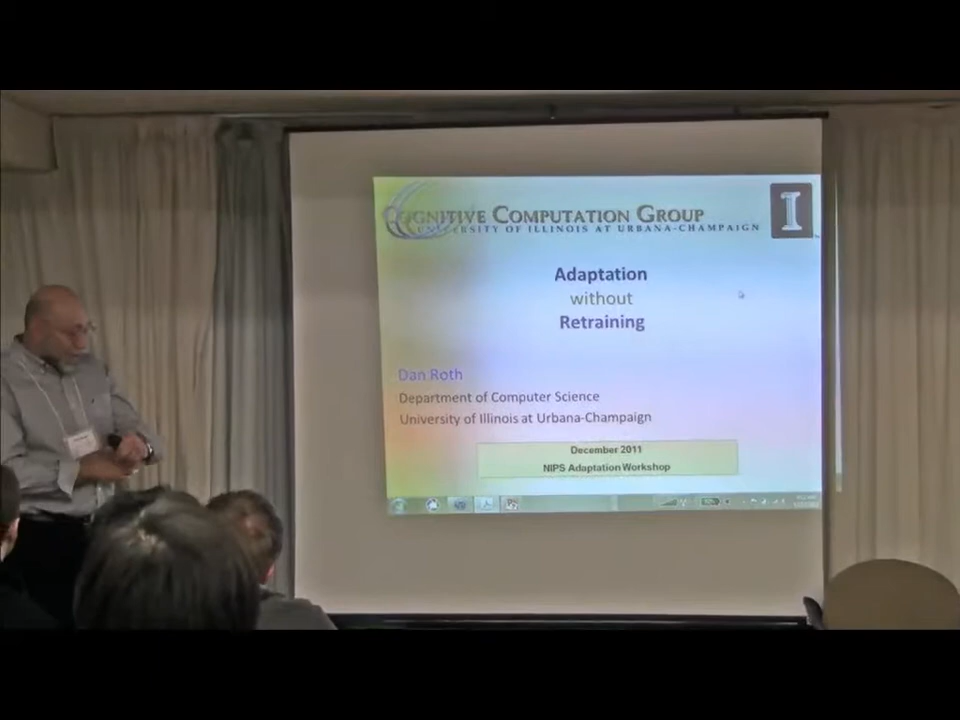 COGNITIVE COMPUTATION GROUP
UNIVERSITY OF ILLINOIS AT URBANA-CHAMPAIGN
I
Adaptation
without
Retraining
Dan Roth
Department of Computer Science
University of Illinois at Urbana-Champaign
December 2011
NIPS Adaptation Workshop